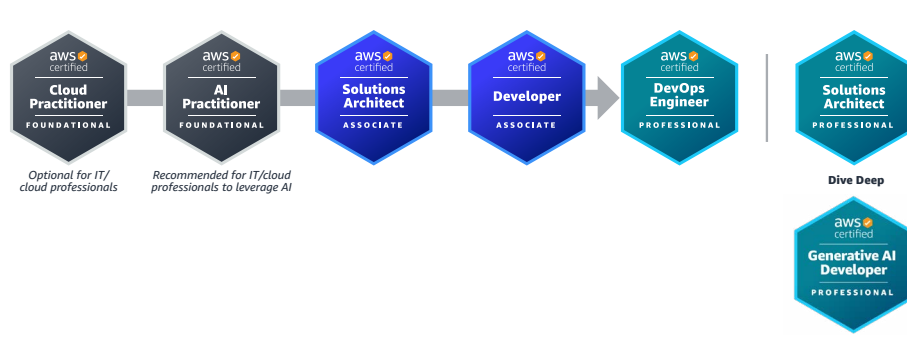 aws
certified
Cloud
Practitioner
FOUNDATIONAL
Optional for IT/
cloud professionals
aws
certified
AI
Practitioner
FOUNDATIONAL
Recommended for IT/cloud
professionals to leverage AI
aws
certified
Solutions
Architect
ASSOCIATE
aws
certified
Developer
ASSOCIATE
aws
certified
DevOps
Engineer
PROFESSIONAL
aws
certified
Solutions
Architect
PROFESSIONAL
Dive Deep
aws
certified
Generative AI
Developer
PROFESSIONAL